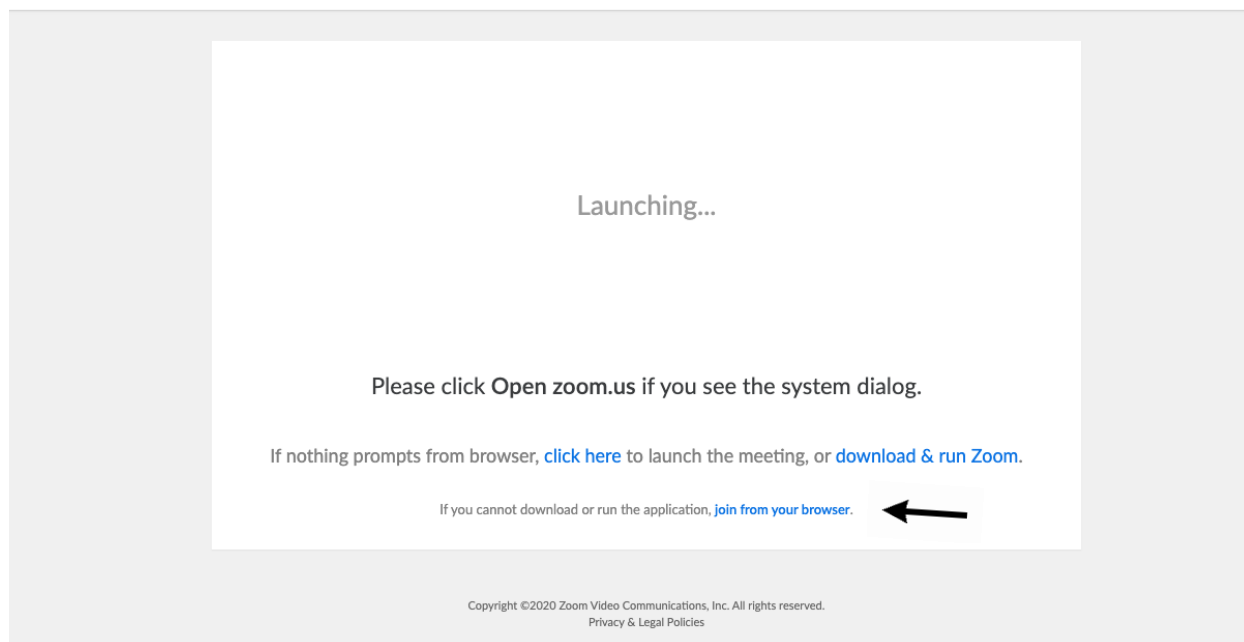 Launching...
Please click Open zoom.us if you see the system dialog.
If nothing prompts from browser, click here to launch the meeting, or download & run Zoom.
If you cannot download or run the application, join from your browser.
Copyright ©2020 Zoom Video Communications, Inc. All rights reserved.
Privacy & Legal Policies